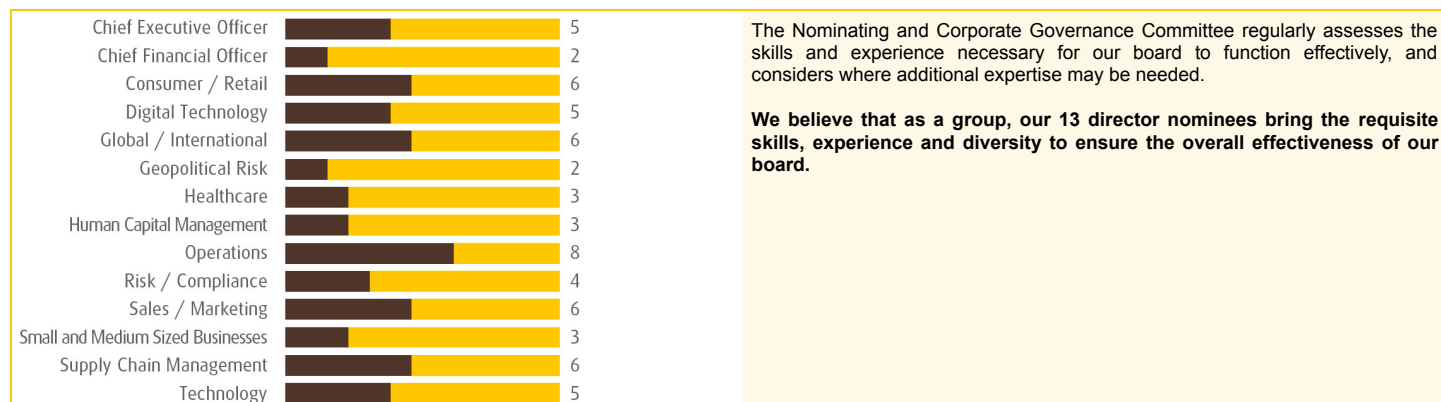 Chief Executive Officer 5
Chief Financial Officer 2
Consumer / Retail 6
Digital Technology 5
Global / International 6
Geopolitical Risk 2
Healthcare 3
Human Capital Management 3
Operations 8
Risk / Compliance 4
Sales / Marketing 6
Small and Medium Sized Businesses 3
Supply Chain Management 6
Technology 5
The Nominating and Corporate Governance Committee regularly assesses the
skills and experience necessary for our board to function effectively, and
considers where additional expertise may be needed.
We believe that as a group, our 13 director nominees bring the requisite
skills, experience and diversity to ensure the overall effectiveness of our
board.